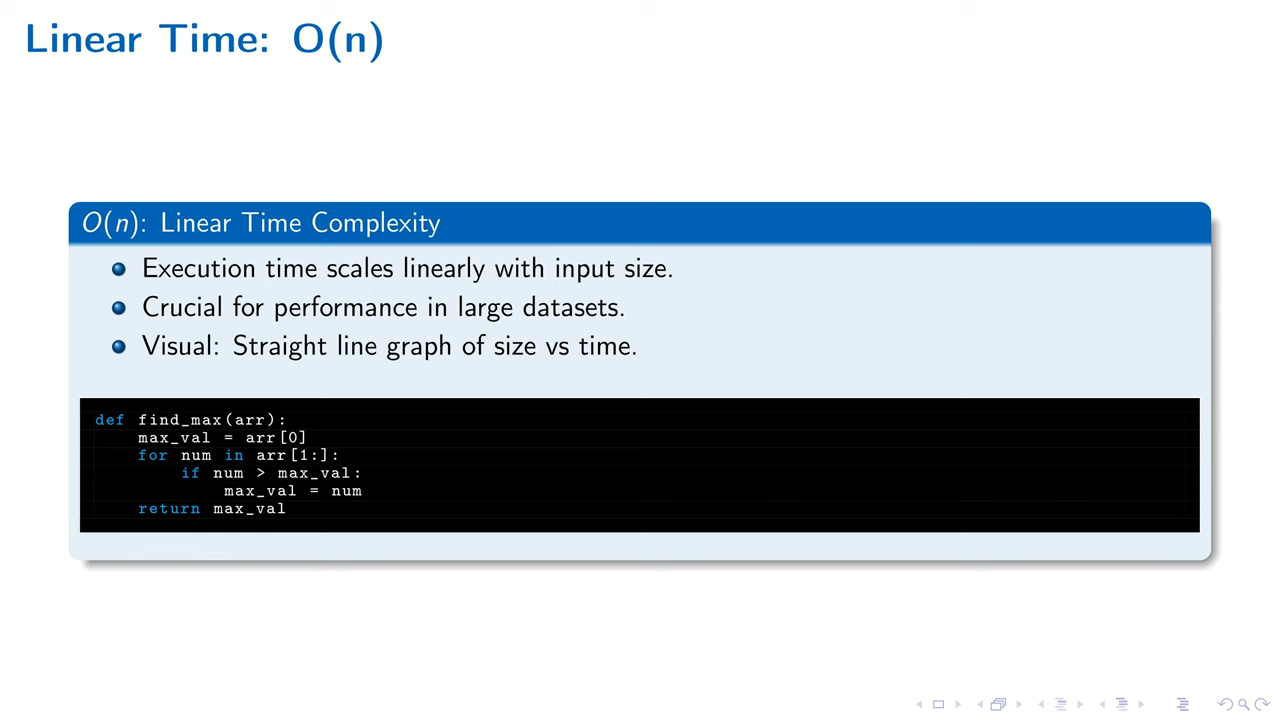 Linear Time: O(n)
O(n): Linear Time Complexity
Execution time scales linearly with input size.
Crucial for performance in large datasets.
Visual: Straight line graph of size vs time.
def find_max(arr):
    max_val = arr[0]
    for num in arr[1:]:
        if num > max_val:
            max_val = num
    return max_val